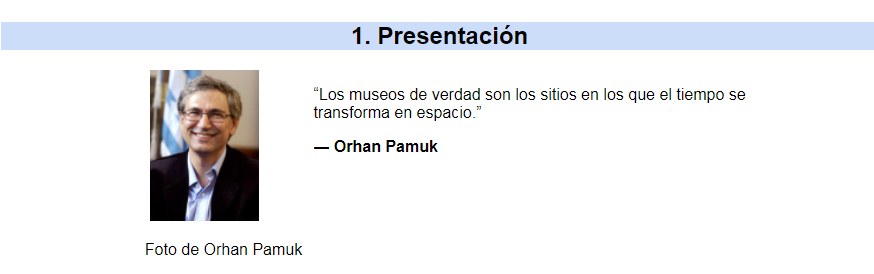 1. Presentación
“Los museos de verdad son los sitios en los que el tiempo se
transforma en espacio.”
— Orhan Pamuk
Foto de Orhan Pamuk